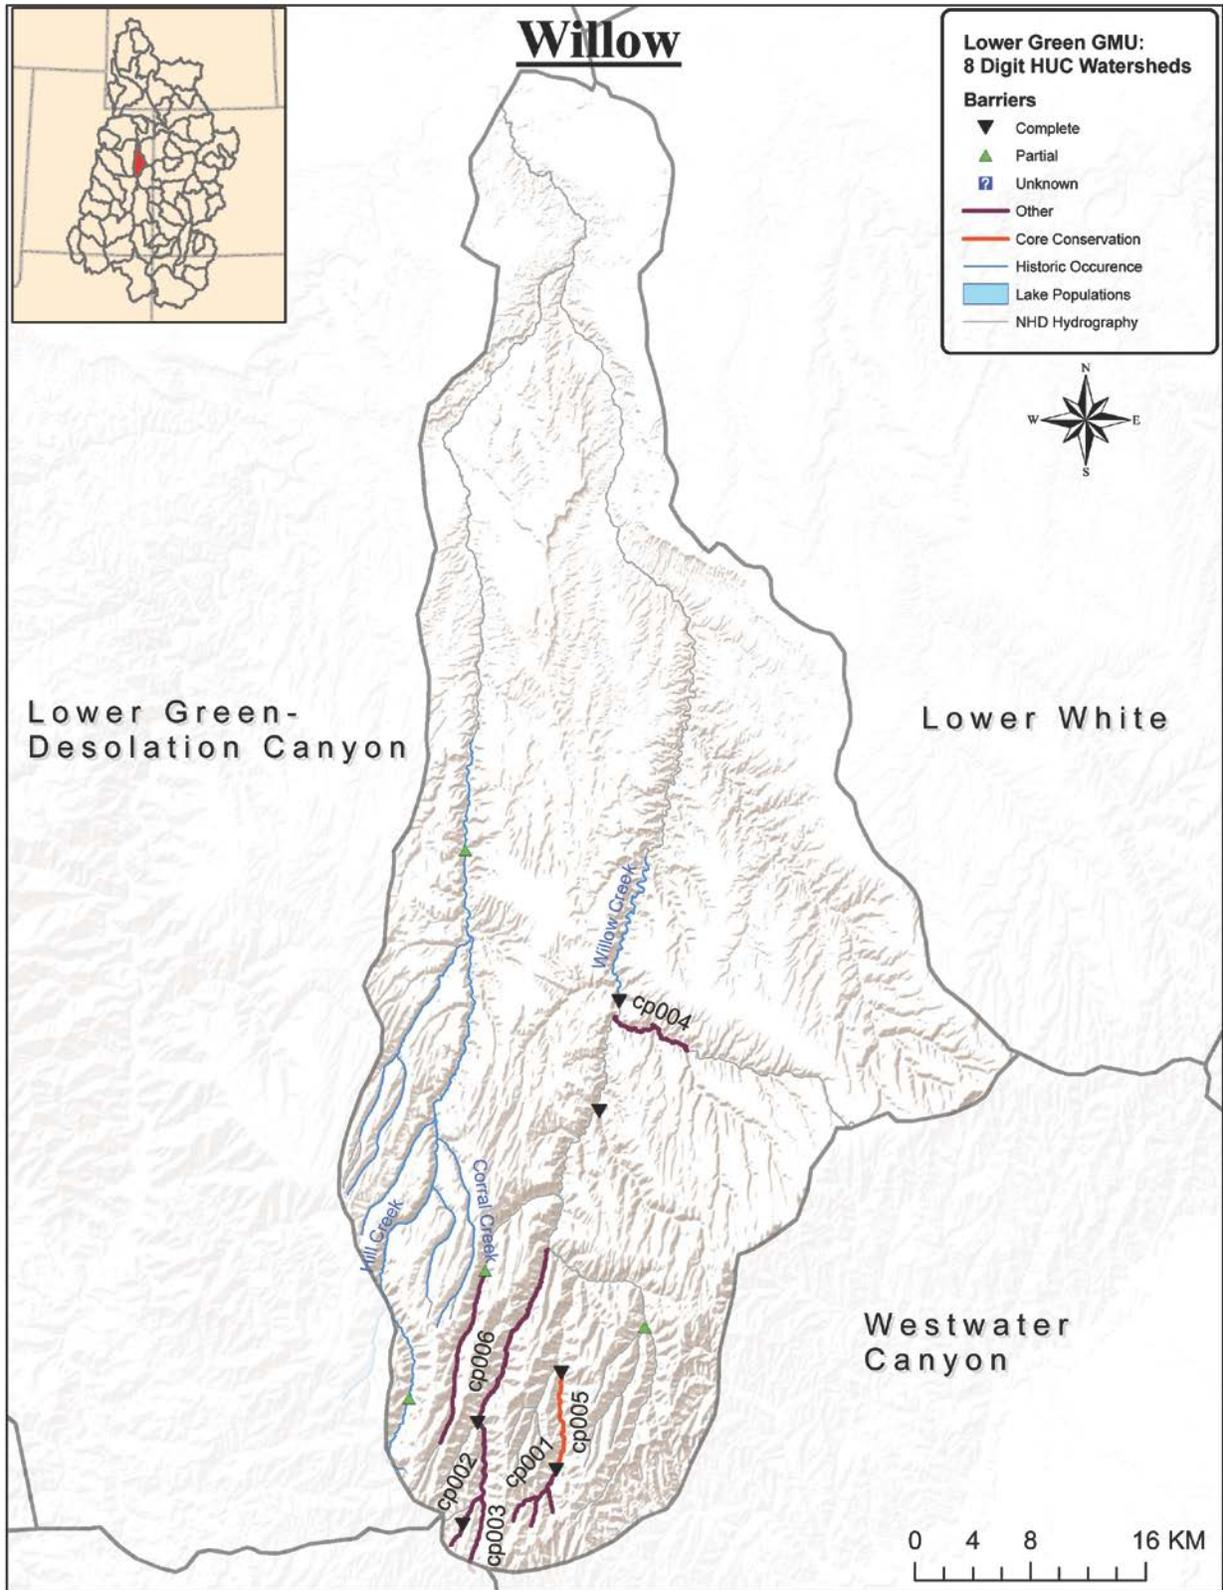 Willow
Lower Green GMU:
8 Digit HUC Watersheds
Barriers
Complete
Partial
?
Unknown
Other
Core Conservation
Historic Occurence
Lake Populations
NHD Hydrography
N
W
E
S
Lower Green-
Desolation Canyon
Lower White
Willow Creek
cp004
Corral Creek
Hill Creek
Westwater
Canyon
cp006
cp005
cp001
cp002
cp003
0 4 8 16 KM